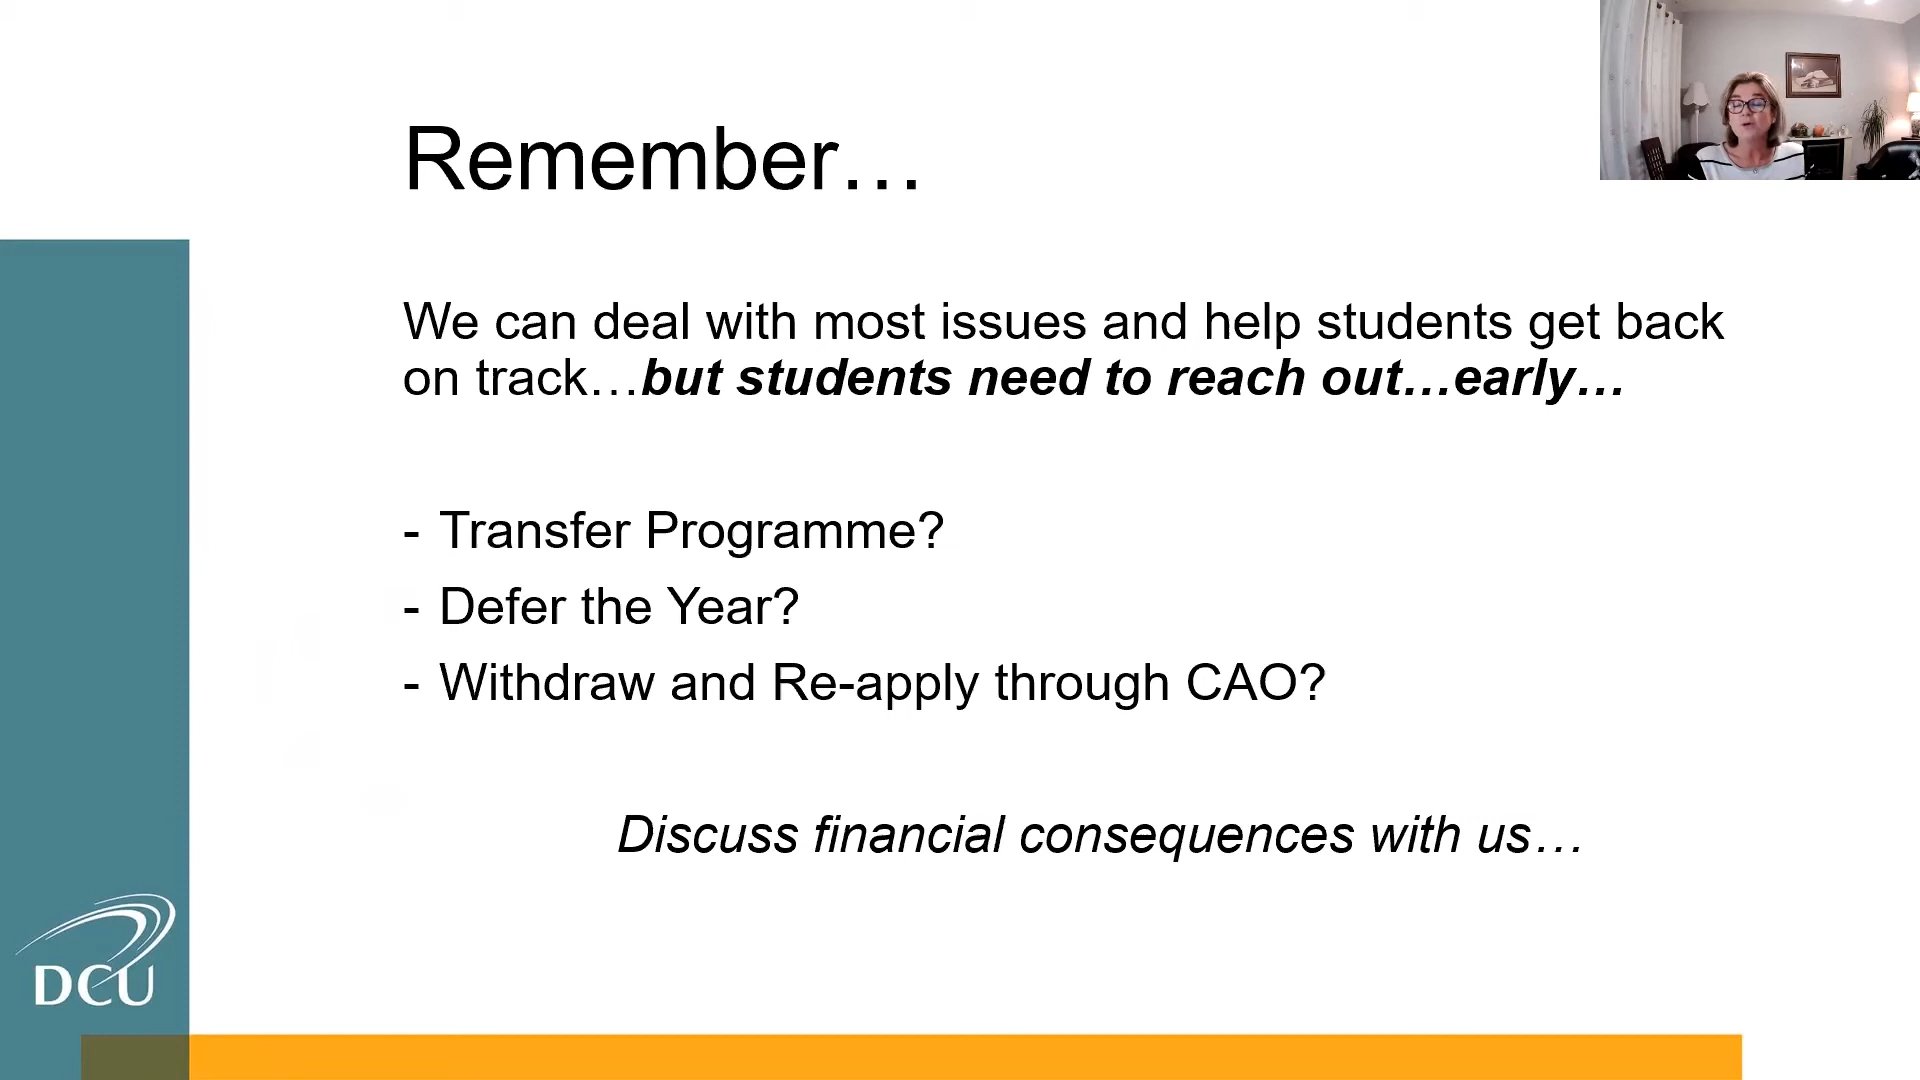 Remember…
We can deal with most issues and help students get back
on track…but students need to reach out…early…
- Transfer Programme?
- Defer the Year?
- Withdraw and Re-apply through CAO?
Discuss financial consequences with us…
DCU